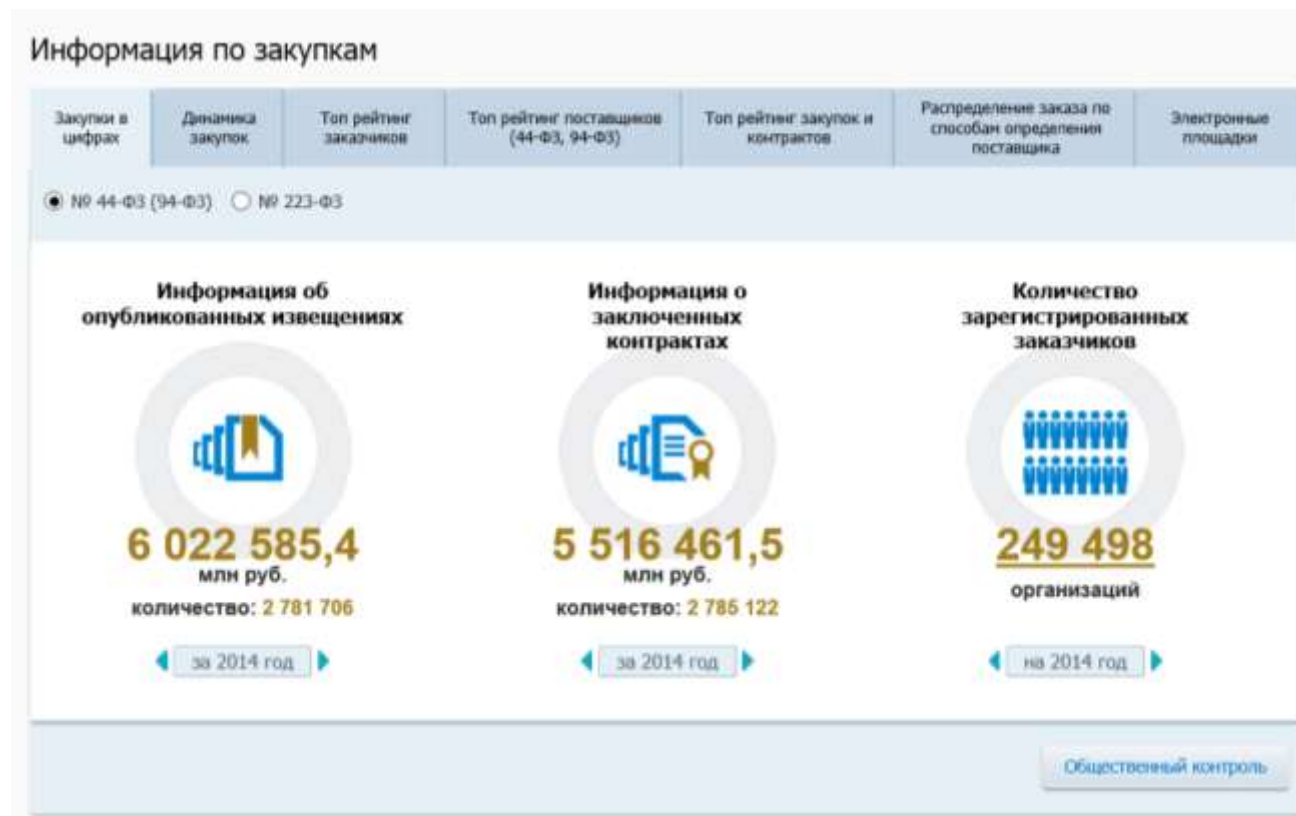 Информация по закупкам
Закупки в
цифрах
Динамика
закупок
Топ рейтинг
заказчиков
Топ рейтинг поставщиков
(44-ФЗ, 94-ФЗ)
Топ рейтинг закупок и
контрактов
Распределение заказа по
способам определения
поставщика
Электронные
площадки
№ 44-ФЗ (94-ФЗ) № 223-ФЗ
Информация об
опубликованных извещениях
6 022 585,4
млн руб.
количество: 2 781 706
за 2014 год
Информация о
заключенных
контрактах
5 516 461,5
млн руб.
количество: 2 785 122
за 2014 год
Количество
зарегистрированных
заказчиков
249 498
организаций
на 2014 год
Общественный контроль